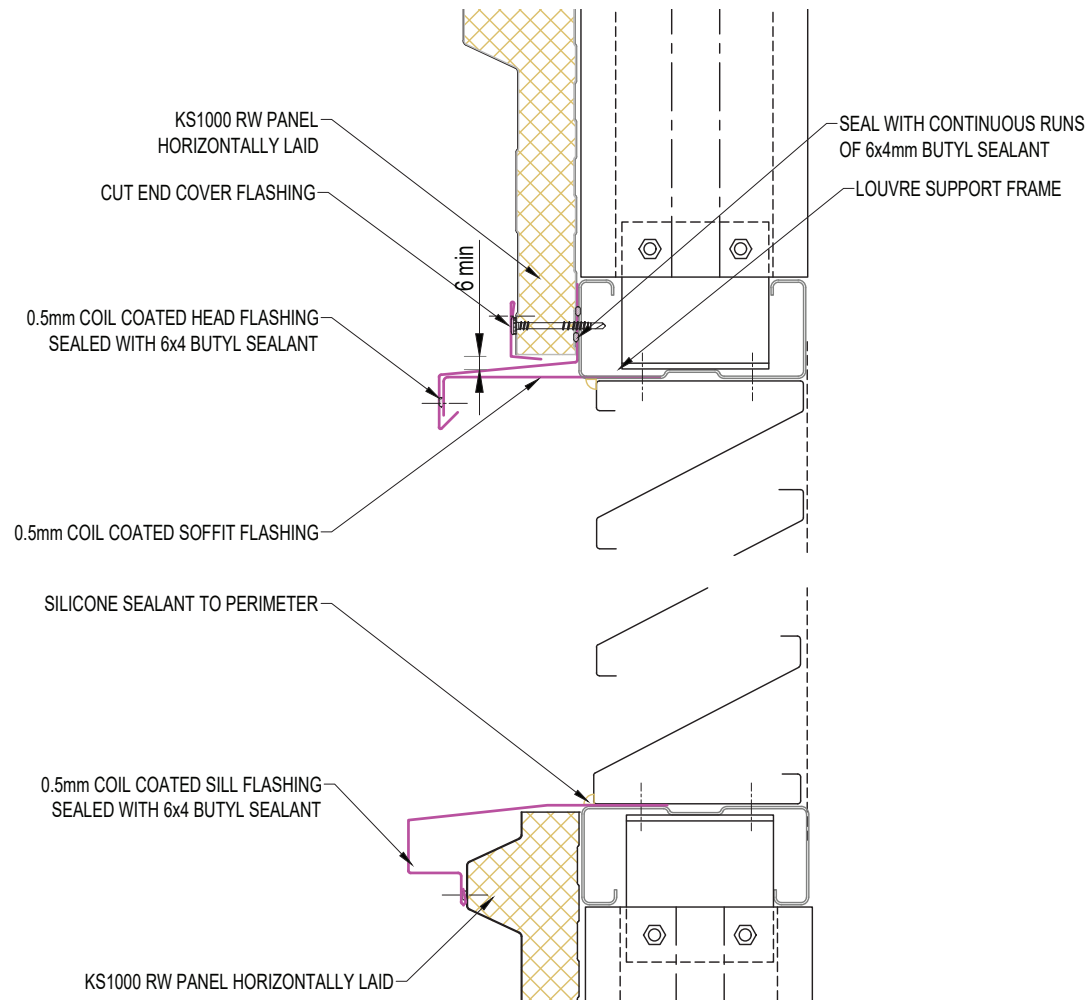 KS1000 RW PANEL
HORIZONTALLY LAID
CUT END COVER FLASHING
6 min
0.5mm COIL COATED HEAD FLASHING
SEALED WITH 6x4 BUTYL SEALANT
0.5mm COIL COATED SOFFIT FLASHING
SILICONE SEALANT TO PERIMETER
0.5mm COIL COATED SILL FLASHING
SEALED WITH 6x4 BUTYL SEALANT
KS1000 RW PANEL HORIZONTALLY LAID
SEAL WITH CONTINUOUS RUNS
OF 6x4mm BUTYL SEALANT
LOUVRE SUPPORT FRAME